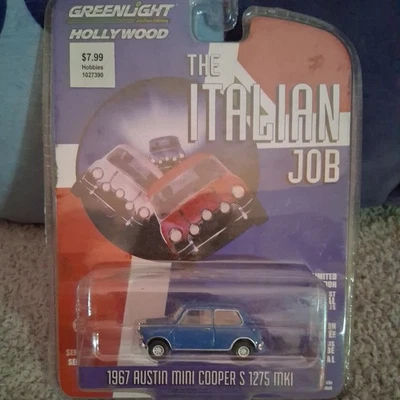 GREENLIGHT
HOLLYWOOD
$7.99
Hobbies
1027390
THE
ITALIAN
JOB
1967 AUSTIN MINI COOPER S 1275 MKI